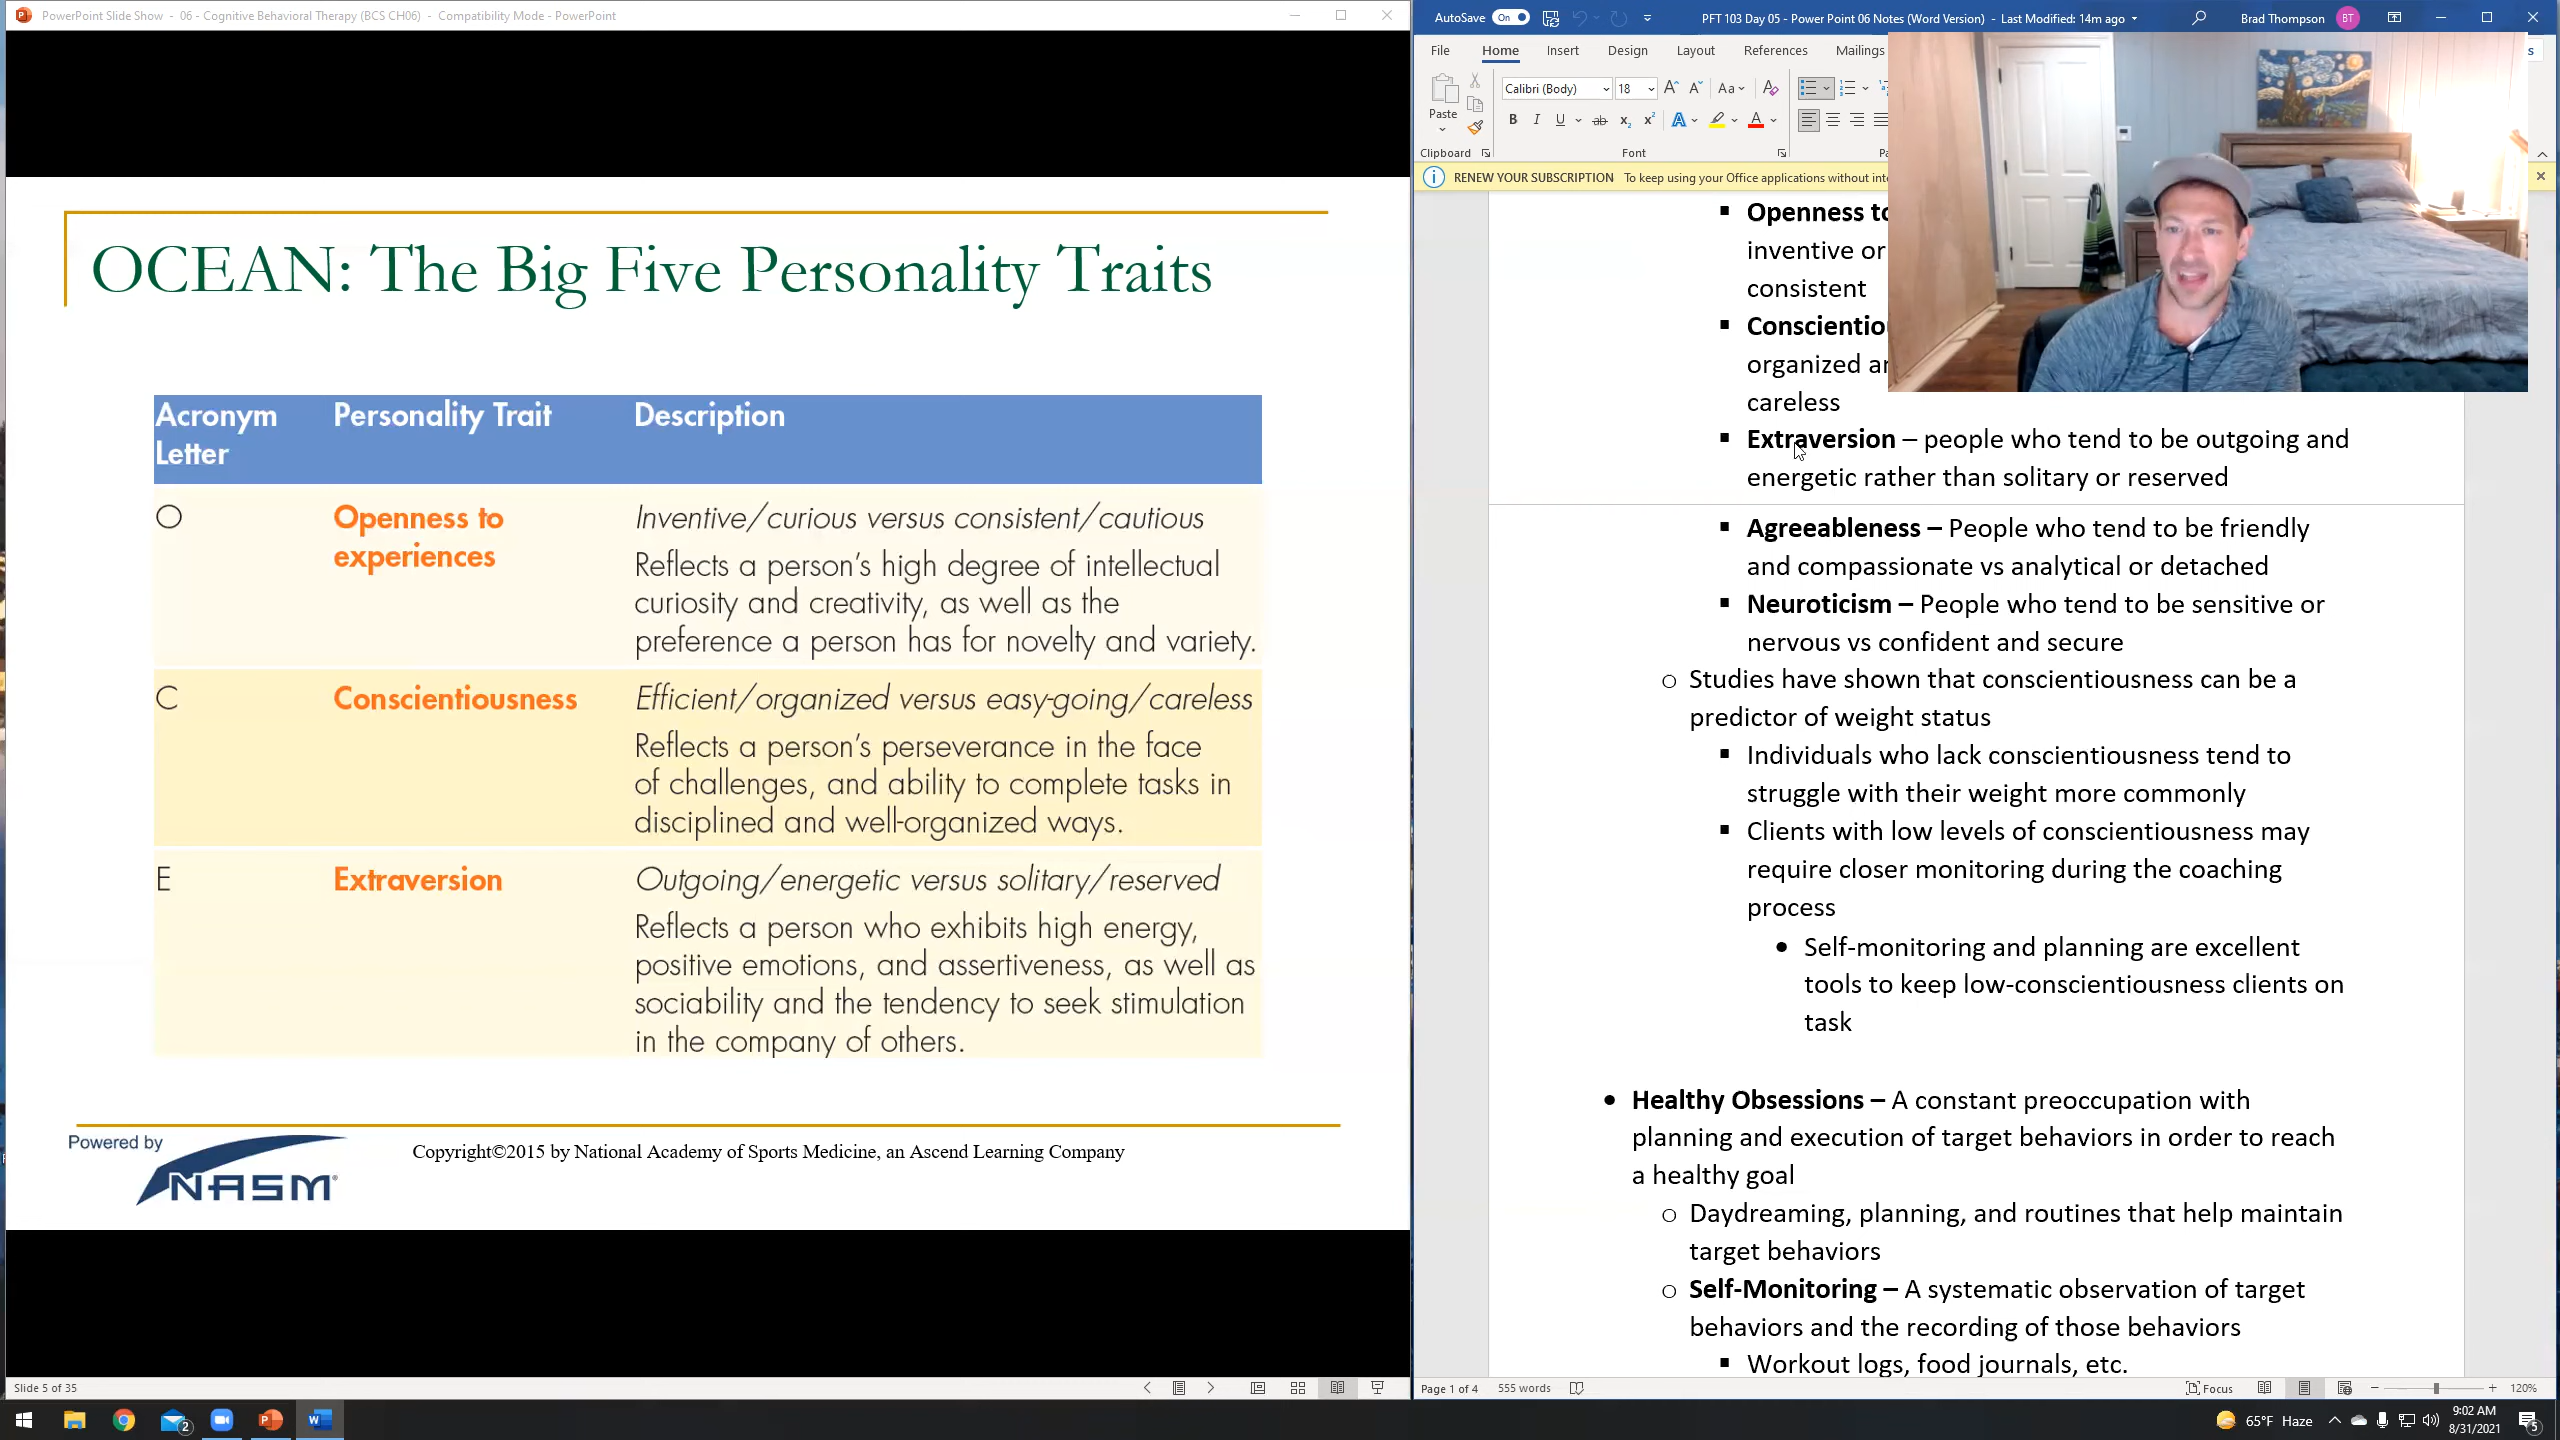 PowerPoint Slide Show - 06 - Cognitive Behavioral Therapy (BCS CH06) - Compatibility Mode - PowerPoint
OCEAN: The Big Five Personality Traits
Acronym Letter
Personality Trait
Description
O
Openness to
experiences
Inventive/curious versus consistent/cautious
Reflects a person's high degree of intellectual
curiosity and creativity, as well as the
preference a person has for novelty and variety.
C
Conscientiousness
Efficient/organized versus easy-going/careless
Reflects a person's perseverance in the face
of challenges, and ability to complete tasks in
disciplined and well-organized ways.
E
Extraversion
Outgoing/energetic versus solitary/reserved
Reflects a person who exhibits high energy,
positive emotions, and assertiveness, as well as
sociability and the tendency to seek stimulation
in the company of others.
Powered by
NASM
Copyright©2015 by National Academy of Sports Medicine, an Ascend Learning Company
Slide 5 of 35
AutoSave On
PFT 103 Day 05 - Power Point 06 Notes (Word Version) - Last Modified: 14m ago
Brad Thompson BT
File Home Insert Design Layout References Mailings
Calibri (Body) 18
Paste
Clipboard
Font
RENEW YOUR SUBSCRIPTION To keep using your Office applications without
Openness to
inventive or
consistent
organized
careless
Extraversion – people who tend to be outgoing and
energetic rather than solitary or reserved
Agreeableness – People who tend to be friendly
and compassionate vs analytical or detached
Neuroticism – People who tend to be sensitive or
nervous vs confident and secure
Studies have shown that conscientiousness can be a
predictor of weight status
Individuals who lack conscientiousness tend to
struggle with their weight more commonly
Clients with low levels of conscientiousness may
require closer monitoring during the coaching
process
Self-monitoring and planning are excellent
tools to keep low-conscientiousness clients on
task
Healthy Obsessions – A constant preoccupation with
planning and execution of target behaviors in order to reach
a healthy goal
Daydreaming, planning, and routines that help maintain
target behaviors
Self-Monitoring – A systematic observation of target
behaviors and the recording of those behaviors
Workout logs, food journals, etc.
Page 1 of 4 555 words
Focus
120%
65°F Haze
9:02 AM
8/31/2021